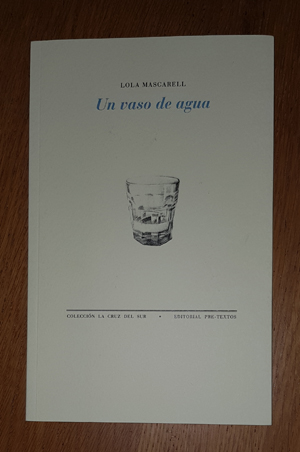 LOLA MASCARELL
Un vaso de agua
COLECCIÓN LA CRUZ DEL SUR • EDITORIAL PRE-TEXTOS